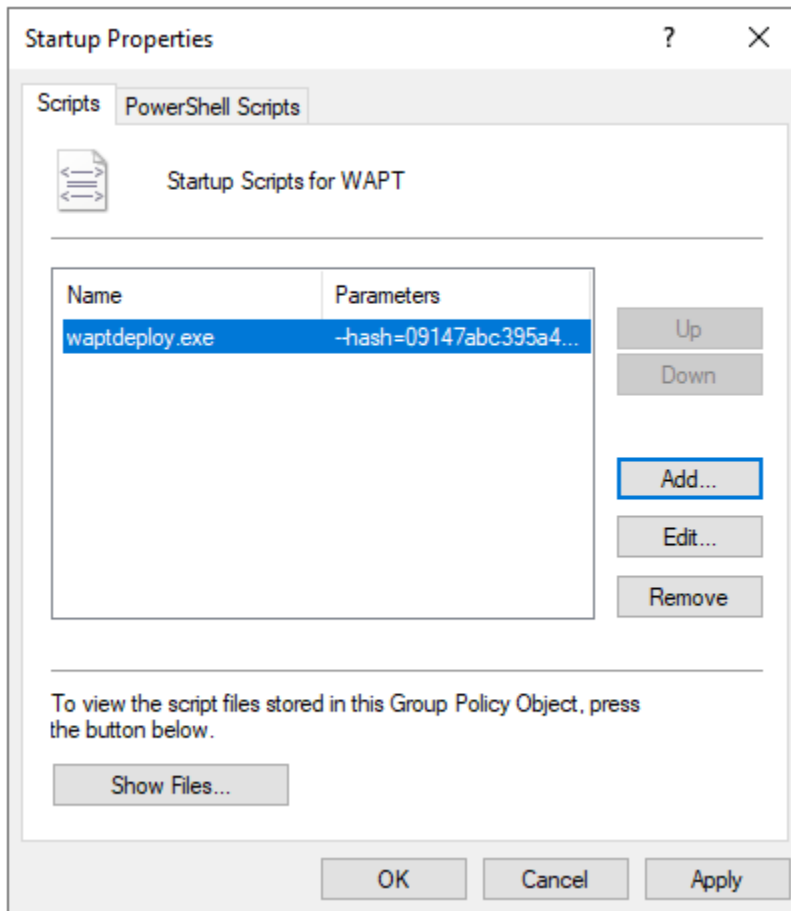 Startup Properties
?
Scripts
PowerShell Scripts
Startup Scripts for WAPT
Name Parameters
waptdeploy.exe --hash=09147abc395a4...
Up
Down
Add...
Edit...
Remove
To view the script files stored in this Group Policy Object, press
the button below.
Show Files...
OK Cancel Apply